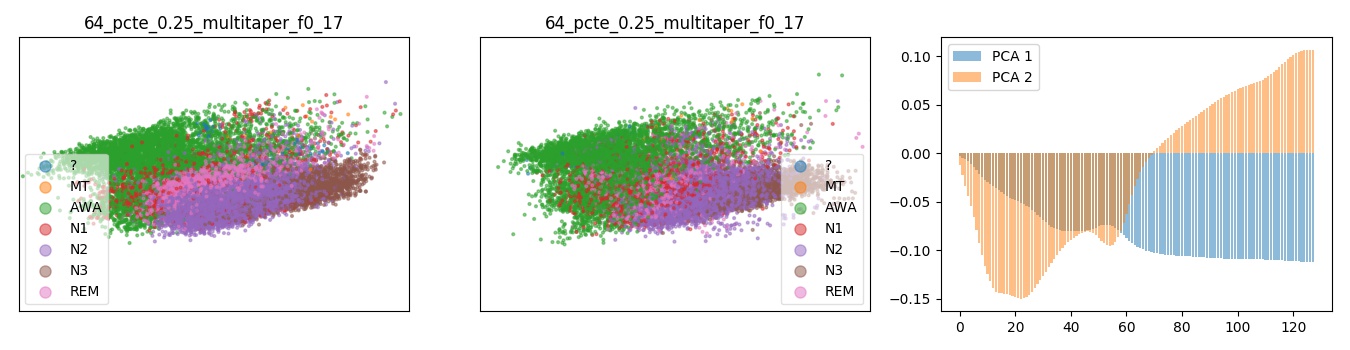 64_pcte_0.25_multitaper_f0_17
?
MT
AWA
N1
N2
N3
REM
64_pcte_0.25_multitaper_f0_17
?
MT
AWA
N1
N2
N3
REM
PCA 1
PCA 2
0.10
0.05
0.00
−0.05
−0.10
−0.15
0 20 40 60 80 100 120